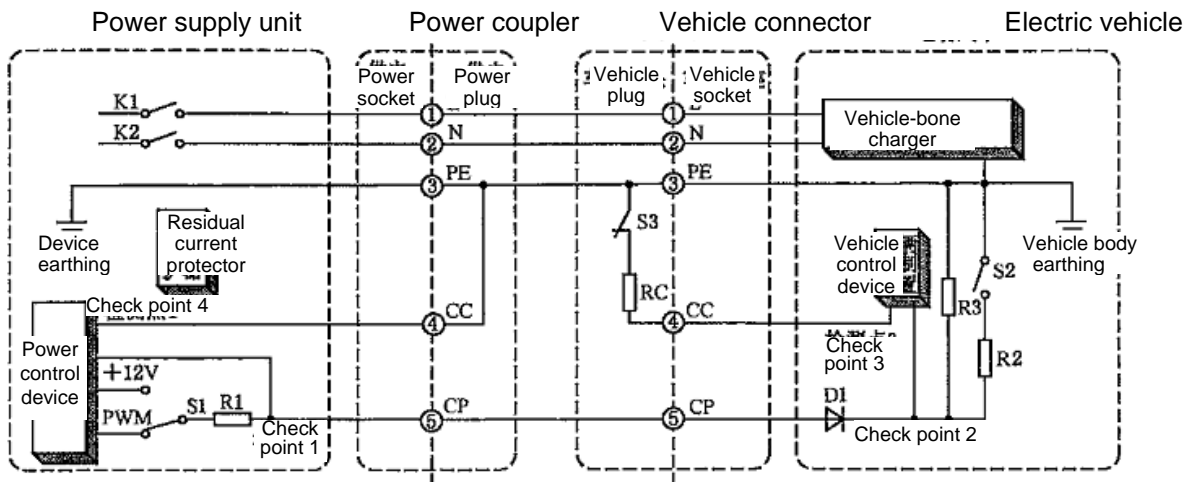 Power supply unit
Power coupler
Vehicle connector
Electric vehicle
Power
socket
Power
plug
Vehicle
plug
Vehicle
socket
K1
①
①
Vehicle-bone
charger
K2
②
N
②
N
③
PE
③
PE
Device
earthing
Residual
current
protector
S3
Vehicle
control
device
S2
Vehicle body
earthing
RC
R3
Check point 4
④
CC
④
CC
Power
control
device
Check
point 3
R2
+12V
PWM
S1
R1
Check
point 1
⑤
CP
⑤
CP
D1
Check point 2